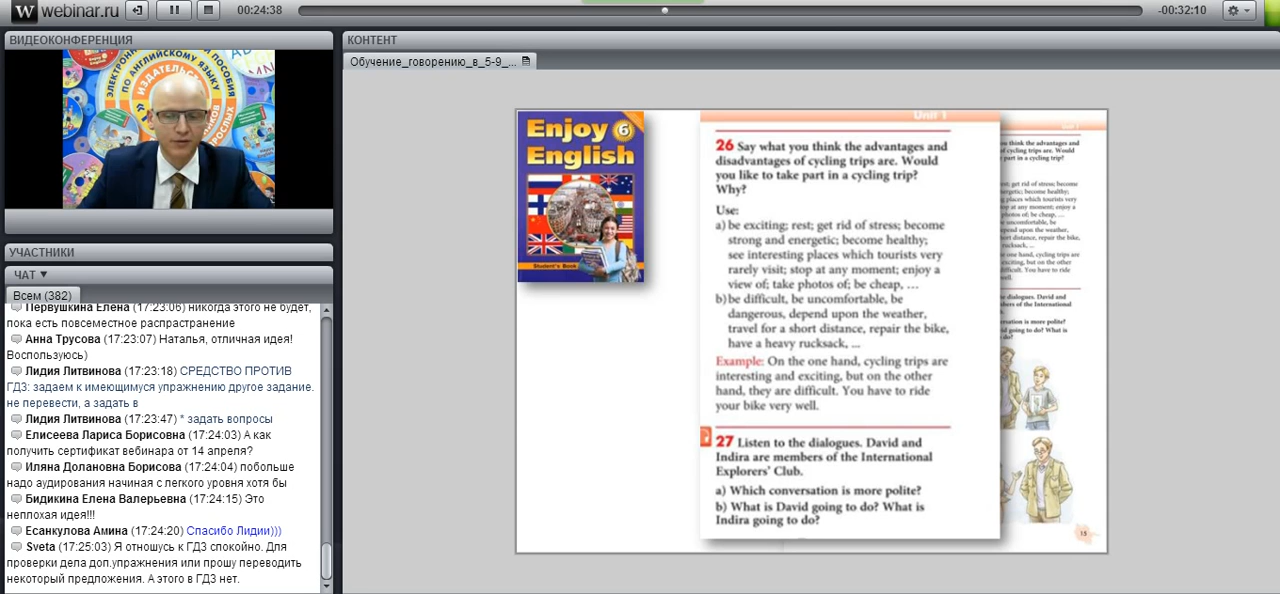 webinar.ru
00:24:38
-00:32:10
ВИДЕОКОНФЕРЕНЦИЯ
КОНТЕНТ
Обучение_говорению_в_5-9_...
ЭЛЕКТРОННЫЕ
ПОСОБИЯ
ПО АНГЛИЙСКОМУ ЯЗЫКУ
УЧАСТНИКИ
ЧАТ
Всем (382)
Первушкина Елена (17:23:06) никогда этого не будет,
пока есть повсеместное распрастранение
Анна Трусова (17:23:07) Наталья, отличная идея!
Воспользуюсь)
Лидия Литвинова (17:23:18) СРЕДСТВО ПРОТИВ
ГДЗ: задаем к имеющимуся упражнению другое задание.
не перевести, а задать в
Лидия Литвинова (17:23:47) * задать вопросы
Елисеева Лариса Борисовна (17:24:03) А как
получить сертификат вебинара от 14 апреля?
Иляна Долановна Борисова (17:24:04) побольше
надо аудирования начиная с легкого уровня хотя бы
Бидикина Елена Валерьевна (17:24:15) Это
неплохая идея!!!
Есанкулова Амина (17:24:20) Спасибо Лидии)))
Sveta (17:25:03) Я отношусь к ГДЗ спокойно. Для
проверки дела доп.упражнения или прошу переводить
некоторый предложения. А этого в ГДЗ нет.
Enjoy 6
English
Student's Book
Unit 1
26 Say what you think the advantages and
disadvantages of cycling trips are. Would
you like to take part in a cycling trip?
Why?
Use:
a) be exciting; rest; get rid of stress; become
strong and energetic; become healthy;
see interesting places which tourists very
rarely visit; stop at any moment; enjoy a
view of; take photos of; be cheap, ...
b) be difficult, be uncomfortable, be
dangerous, depend upon the weather,
travel for a short distance, repair the bike,
have a heavy rucksack, ...
Example: On the one hand, cycling trips are
interesting and exciting, but on the other
hand, they are difficult. You have to ride
your bike very well.
27 Listen to the dialogues. David and
Indira are members of the International
Explorers' Club.
a) Which conversation is more polite?
b) What is David going to do? What is
Indira going to do?
15